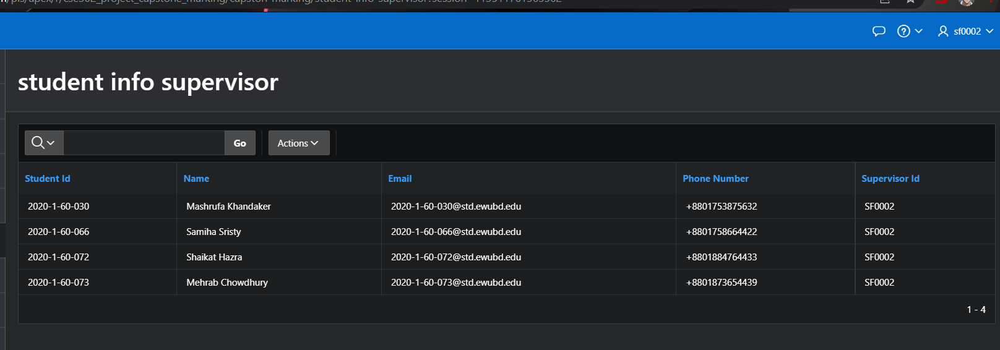 sf0002
student info supervisor
Go Actions
Student Id Name Email Phone Number Supervisor Id
2020-1-60-030 Mashrufa Khandaker 2020-1-60-030@std.ewubd.edu +8801753875632 SF0002
2020-1-60-066 Samiha Sristy 2020-1-60-066@std.ewubd.edu +8801758664422 SF0002
2020-1-60-072 Shaikat Hazra 2020-1-60-072@std.ewubd.edu +8801884764433 SF0002
2020-1-60-073 Mehrab Chowdhury 2020-1-60-073@std.ewubd.edu +8801873654439 SF0002
1 - 4